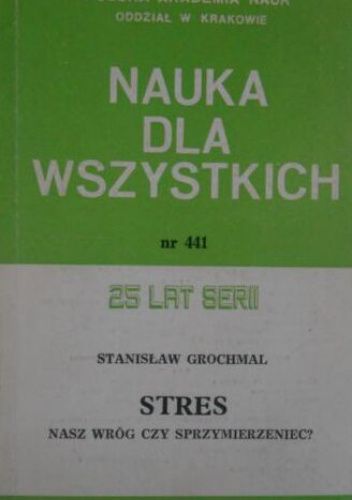 POLSKA AKADEMIA NAUK
ODDZIAŁ W KRAKOWIE
NAUKA
DLA
WSZYSTKICH
nr 441
25 LAT SERII
STANISŁAW GROCHMAL
STRES
NASZ WRÓG CZY SPRZYMIERZENIEC?